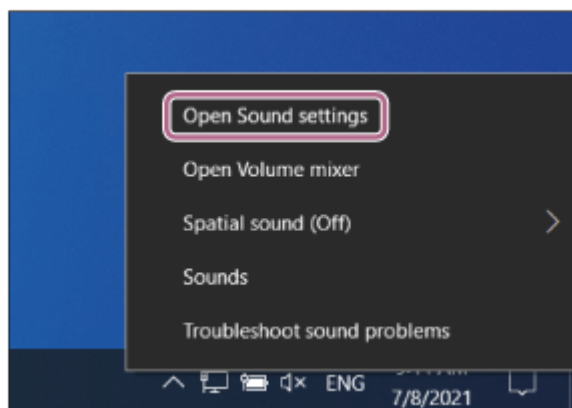 Open Sound settings
Open Volume mixer
Spatial sound (Off)
Sounds
Troubleshoot sound problems
ENG
7/8/2021